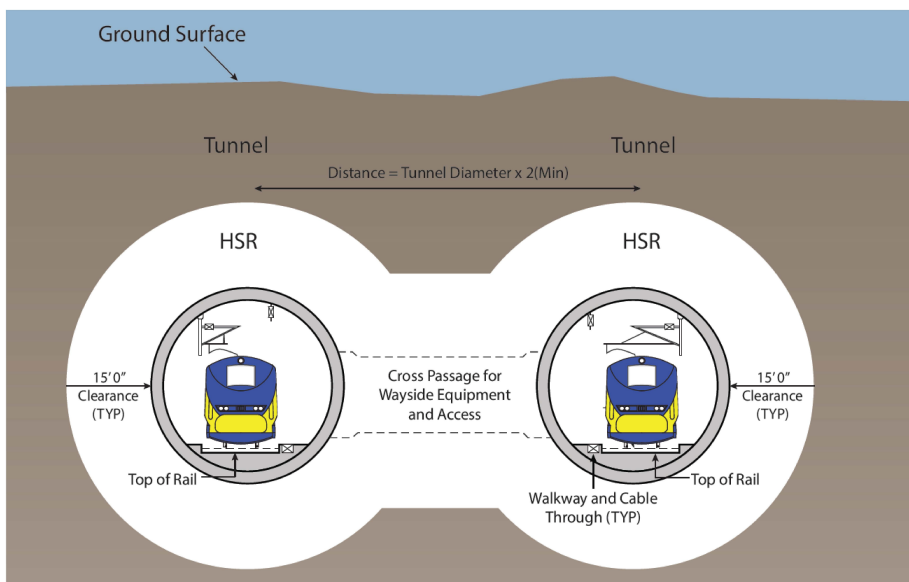 Ground Surface
Tunnel
Tunnel
Distance = Tunnel Diameter x 2(Min)
HSR
HSR
15' 0"
Clearance
(TYP)
Cross Passage for
Wayside Equipment
and Access
15' 0"
Clearance
(TYP)
Top of Rail
Top of Rail
Walkway and Cable
Through (TYP)